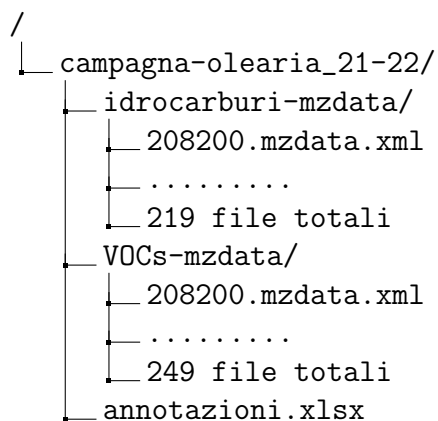 /
campagna-olearia_21-22/
idrocarburi-mzdata/
208200.mzdata.xml
.........
219 file totali
VOCs-mzdata/
208200.mzdata.xml
.........
249 file totali
annotazioni.xlsx